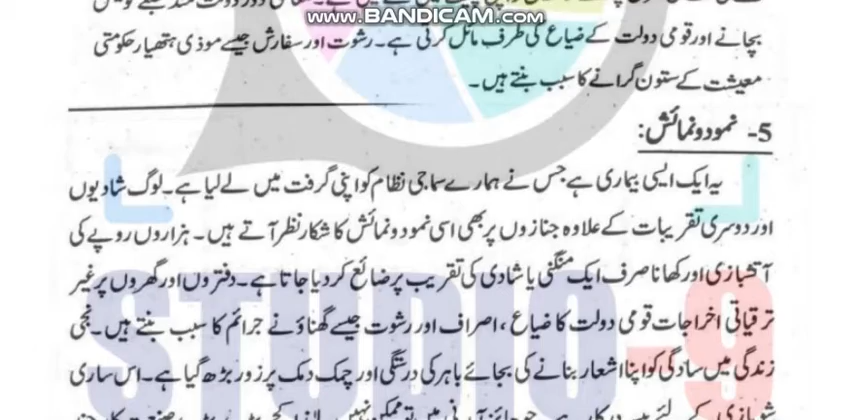 www.BANDICAM.com
بچانے اور قومی دولت کے ضیاع کی طرف مائل کرتی ہے۔ رشوت اور سفارش جیسے موذی ہتھیار حکومتی
معیشت کے ستون گرانے کا سبب بنتے ہیں۔
5- نمود و نمائش:
یہ ایک ایسی بیماری ہے جس نے ہمارے سماجی نظام کو اپنی گرفت میں لے لیا ہے۔ لوگ شادیوں
اور دوسری تقریبات کے علاوہ جنازوں پر بھی اسی نمود و نمائش کا شکار نظر آتے ہیں۔ ہزاروں روپے کی
آتشبازی اور کھانا صرف ایک منگنی یا شادی کی تقریب پر ضائع کر دیا جاتا ہے۔ دفتروں اور گھروں پر غیر
ترقیاتی اخراجات قومی دولت کا ضیاع، اصراف اور رشوت جیسے گھناؤنے جرائم کا سبب بنتے ہیں۔ نجی
زندگی میں سادگی کو اپنا اشعار بنانے کی بجائے باہر کی درستگی اور چمک دمک پر زور بڑھ گیا ہے۔ اس ساری
STUDIO-9